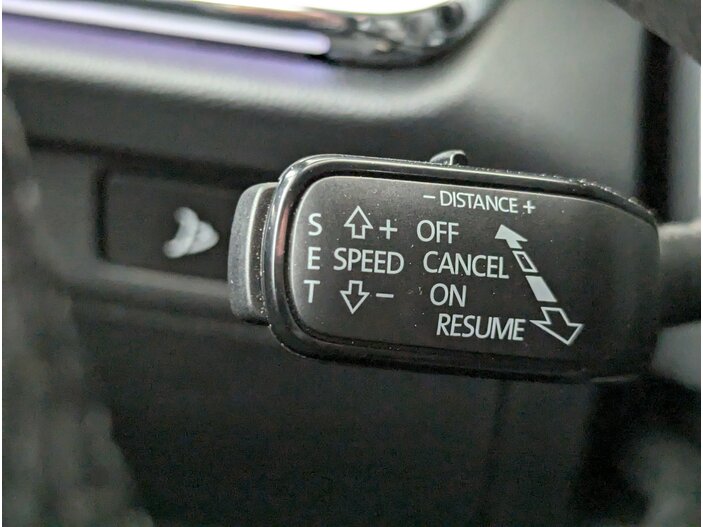 - DISTANCE +
S + OFF
E SPEED CANCEL
T - ON
RESUME